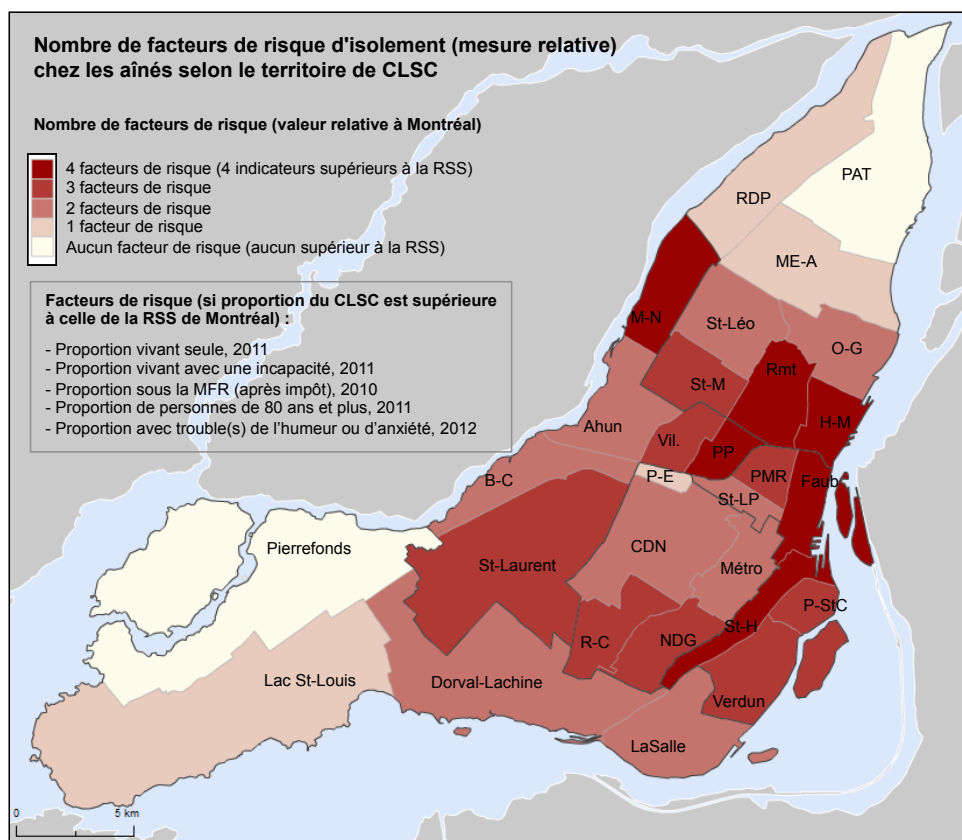 Nombre de facteurs de risque d'isolement (mesure relative)
chez les aînés selon le territoire de CLSC
Nombre de facteurs de risque (valeur relative à Montréal)
4 facteurs de risque (4 indicateurs supérieurs à la RSS)
3 facteurs de risque
2 facteurs de risque
1 facteur de risque
Aucun facteur de risque (aucun supérieur à la RSS)
Facteurs de risque (si proportion du CLSC est supérieure
à celle de la RSS de Montréal) :
- Proportion vivant seule, 2011
- Proportion vivant avec une incapacité, 2011
- Proportion sous la MFR (après impôt), 2010
- Proportion de personnes de 80 ans et plus, 2011
- Proportion avec trouble(s) de l'humeur ou d'anxiété, 2012
PAT
RDP
ME-A
M-N
St-Léo
O-G
Rmt
St-M
H-M
Ahun
Vil.
PP
P-E
PMR
Faub
B-C
St-LP
Pierrefonds
CDN
St-Laurent
Métro
P-StC
St-H
R-C
NDG
Lac St-Louis
Dorval-Lachine
Verdun
LaSalle
0 5 km